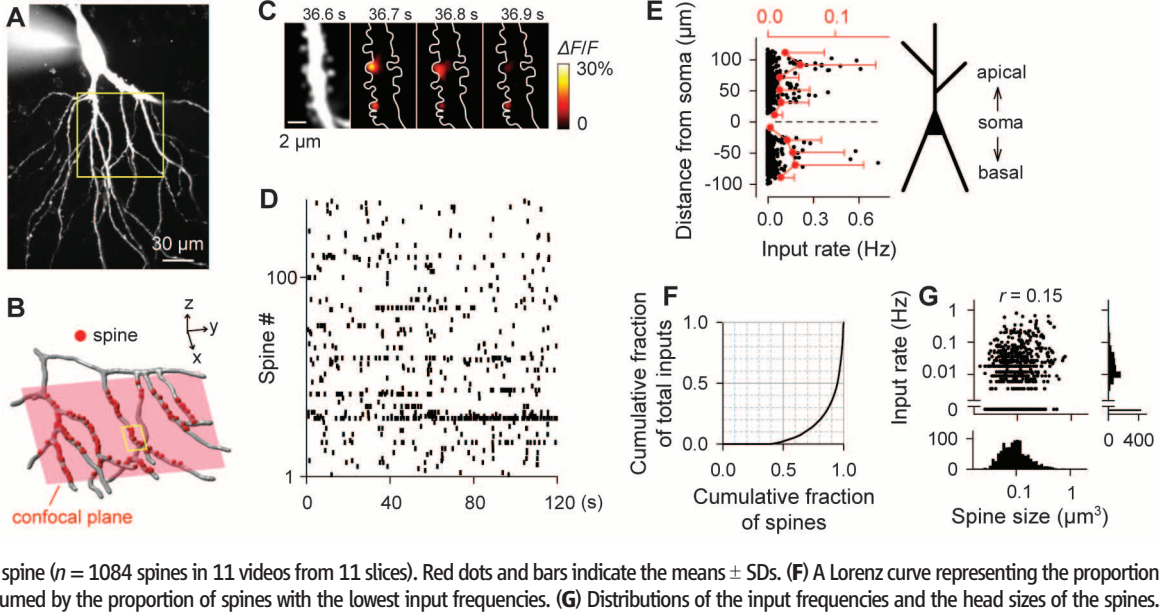 A
30 µm
B
spine
z
y
x
confocal plane
C
36.6 s 36.7 s 36.8 s 36.9 s
2 µm
ΔF/F
30%
0
D
Spine #
100
1
0 40 80 120 (s)
E
0.0 0.1
Distance from soma (µm)
100
50
0
-50
-100
0.0 0.3 0.6
Input rate (Hz)
apical
soma
basal
F
Cumulative fraction
of total inputs
1.0
0.5
0.0
0.0 0.5 1.0
Cumulative fraction
of spines
G
r = 0.15
Input rate (Hz)
1
0.1
0.01
0
0 400
100
0
0.1 1
Spine size (µm³)
spine (n = 1084 spines in 11 videos from 11 slices). Red dots and bars indicate the means ± SDs. (F) A Lorenz curve representing the proportion
umed by the proportion of spines with the lowest input frequencies. (G) Distributions of the input frequencies and the head sizes of the spines.